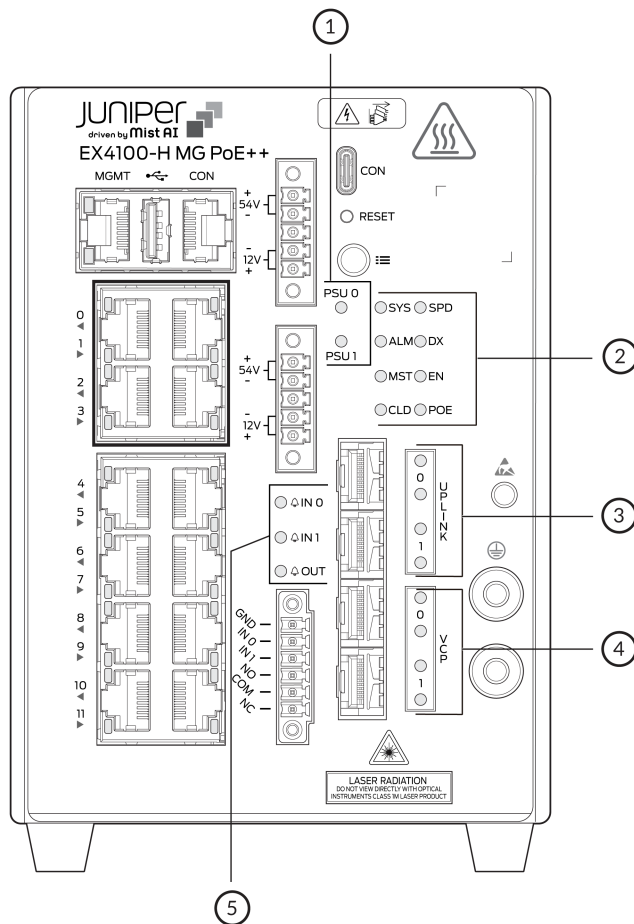 1
JUNIPer
driven by Mist AI
EX4100-H MG PoE++
MGMT CON
CON
RESET
+
54V
-
-
12V
+
PSU 0
PSU 1
SYS SPD
ALM DX
MST EN
CLD POE
2
0
1
2
3
+
54V
-
-
12V
+
4
5
6
7
8
9
10
11
IN 0
IN 1
OUT
0
1
UPLINK
3
0
1
VCP
4
GND
IN 0
IN 1
NO
COM
NC
LASER RADIATION
DO NOT VIEW DIRECTLY WITH OPTICAL
INSTRUMENTS CLASS 1M LASER PRODUCT
5